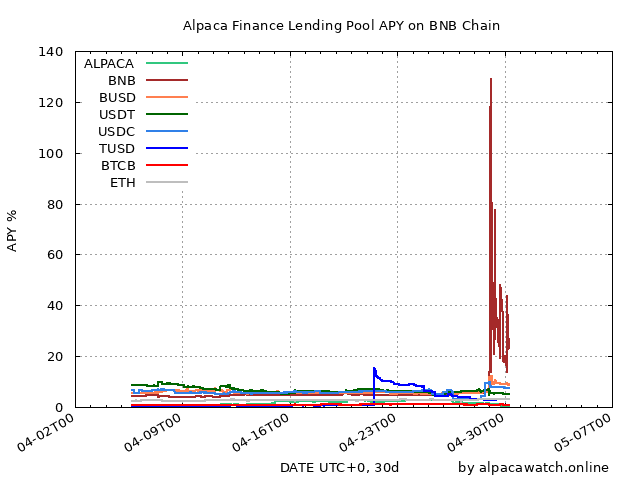 Alpaca Finance Lending Pool APY on BNB Chain
140
120
100
80
60
40
20
0
APY %
ALPACA
BNB
BUSD
USDT
USDC
TUSD
BTCB
ETH
04-02T00
04-09T00
04-16T00
04-23T00
04-30T00
05-07T00
DATE UTC+0, 30d
by alpacawatch.online